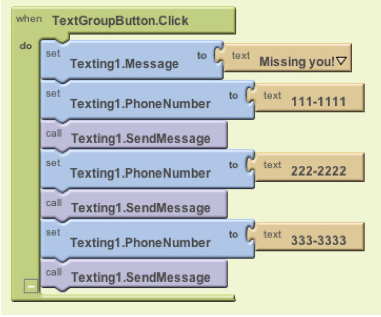 when TextGroupButton.Click
do
set Texting1.Message to text Missing you!
set Texting1.PhoneNumber to text 111-1111
call Texting1.SendMessage
set Texting1.PhoneNumber to text 222-2222
call Texting1.SendMessage
set Texting1.PhoneNumber to text 333-3333
call Texting1.SendMessage